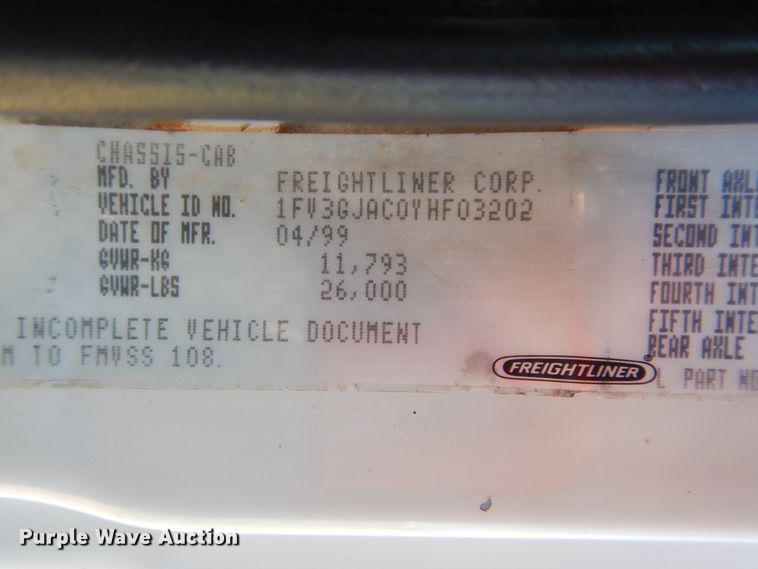 CHASSIS-CAB
MFD. BY FREIGHTLINER CORP. FRONT AXL
VEHICLE ID NO. 1FV3GJAC0YHF03202 FIRST INTE
DATE OF MFR. 04/99 SECOND INT
GVWR-KG 11,793 THIRD INTE
GVWR-LBS 26,000 FOURTH INT
INCOMPLETE VEHICLE DOCUMENT FIFTH INTE
M TO FMVSS 108. REAR AXLE
FREIGHTLINER® L PART NO
Purple Wave Auction